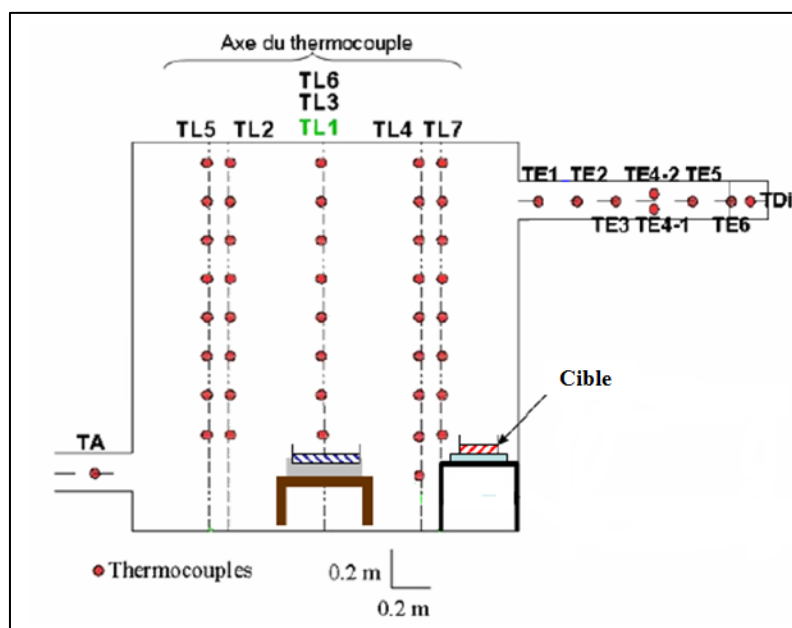 Axe du thermocouple
TL6
TL3
TL5 TL2 TL1 TL4 TL7
TE1 TE2 TE4-2 TE5
TDi
TE3 TE4-1 TE6
Cible
TA
Thermocouples
0.2 m
0.2 m